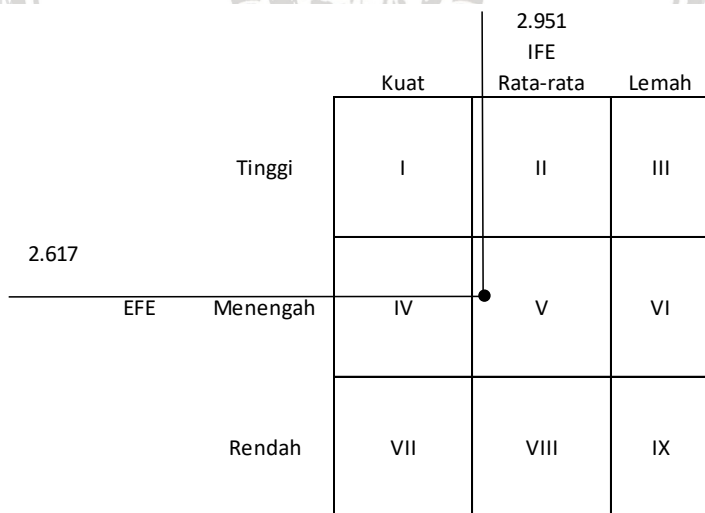 2.951
IFE
Kuat Rata-rata Lemah
Tinggi I II III
2.617
EFE Menengah IV V VI
Rendah VII VIII IX